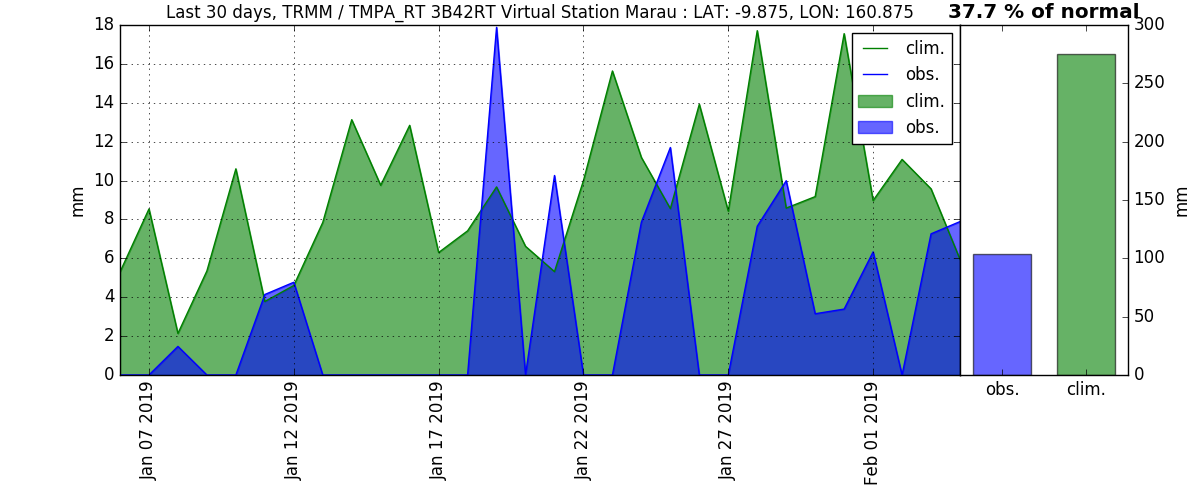 Last 30 days, TRMM / TMPA_RT 3B42RT Virtual Station Marau : LAT: -9.875, LON: 160.875
37.7 % of normal
mm
18
16
14
12
10
8
6
4
2
0
clim.
obs.
clim.
obs.
300
250
200
150
100
50
0
mm
Jan 07 2019
Jan 12 2019
Jan 17 2019
Jan 22 2019
Jan 27 2019
Feb 01 2019
obs.
clim.